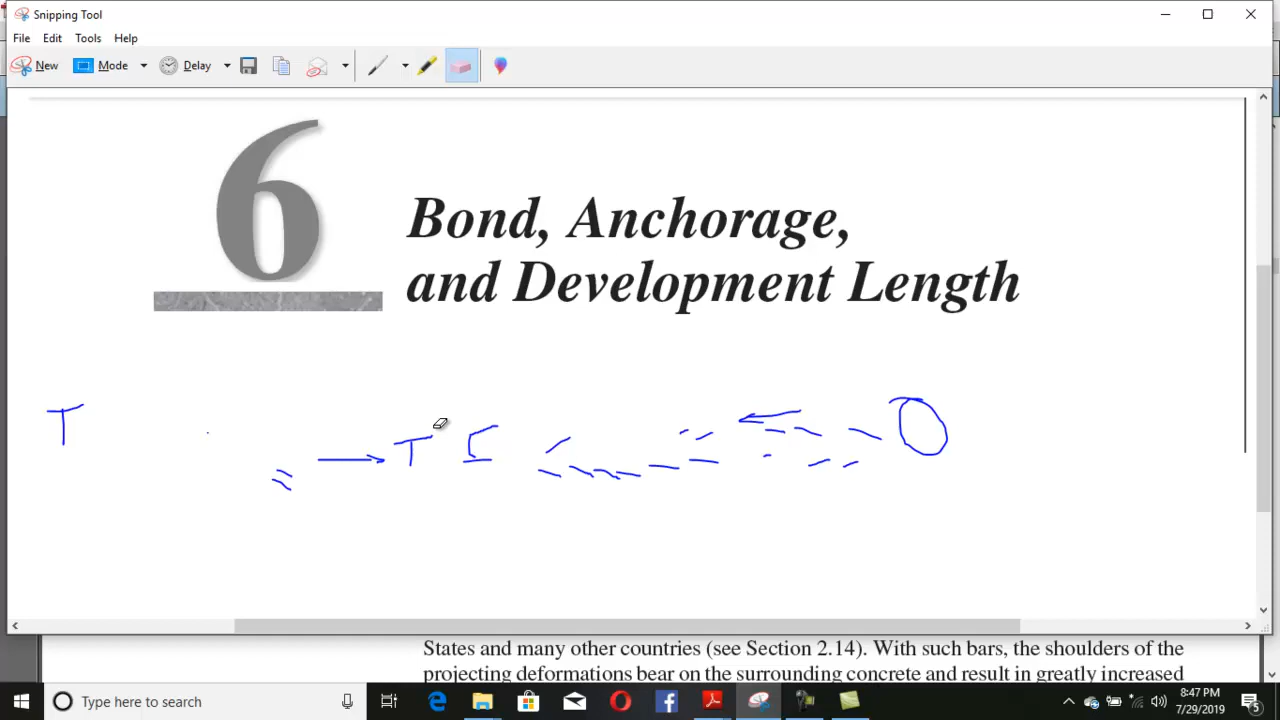 Snipping Tool
File Edit Tools Help
New Mode Delay
6
Bond, Anchorage,
and Development Length
T
T
States and many other countries (see Section 2.14). With such bars, the shoulders of the
projecting deformations bear on the surrounding concrete and result in greatly increased
Type here to search
8:47 PM
7/29/2019
5